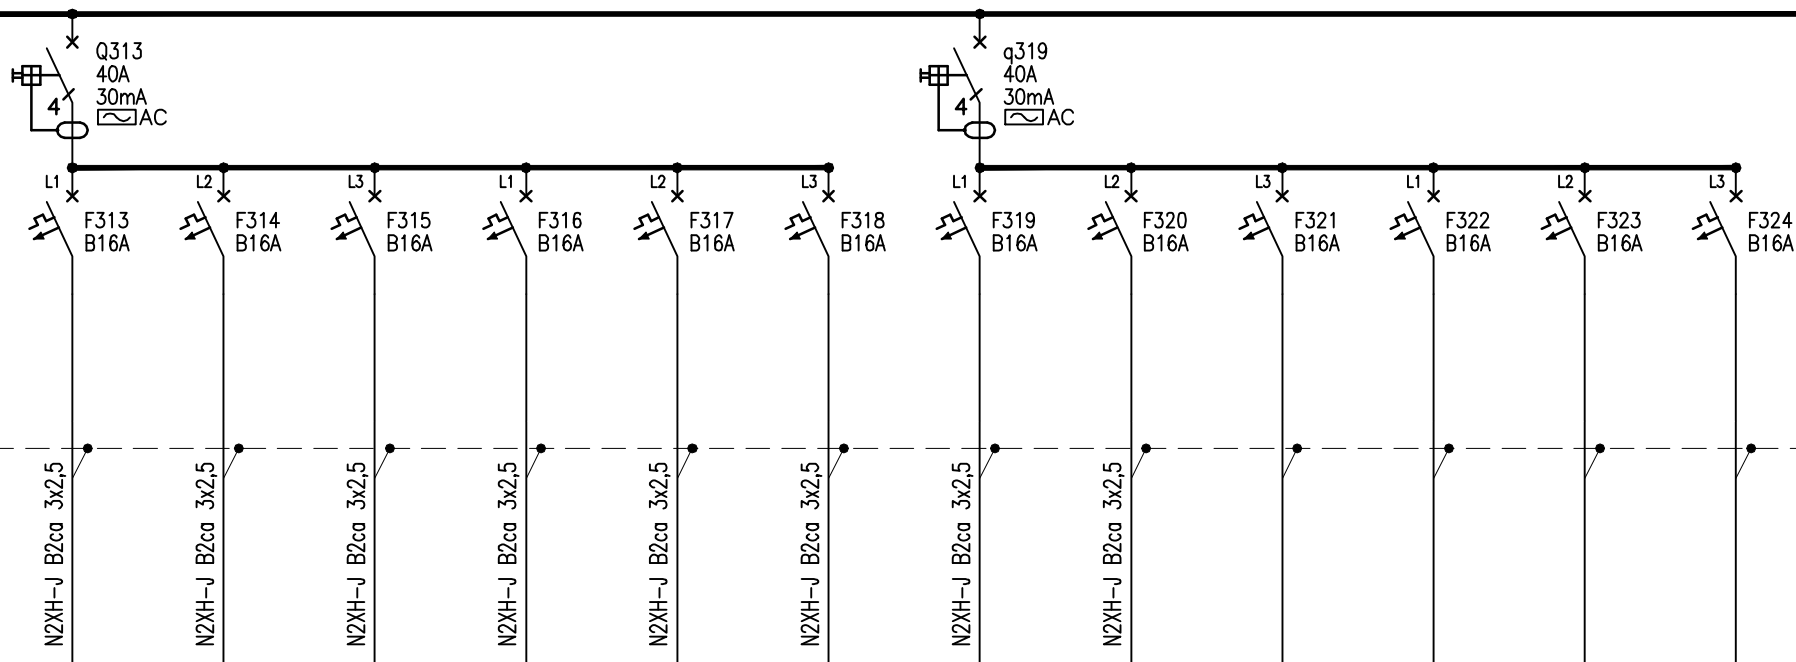 Q313
40A
30mA
AC
4
q319
40A
30mA
AC
4
L1
L2
L3
L1
L2
L3
L1
L2
L3
L1
L2
L3
F313
B16A
F314
B16A
F315
B16A
F316
B16A
F317
B16A
F318
B16A
F319
B16A
F320
B16A
F321
B16A
F322
B16A
F323
B16A
F324
B16A
N2XH-J B2ca 3x2,5
N2XH-J B2ca 3x2,5
N2XH-J B2ca 3x2,5
N2XH-J B2ca 3x2,5
N2XH-J B2ca 3x2,5
N2XH-J B2ca 3x2,5
N2XH-J B2ca 3x2,5
N2XH-J B2ca 3x2,5